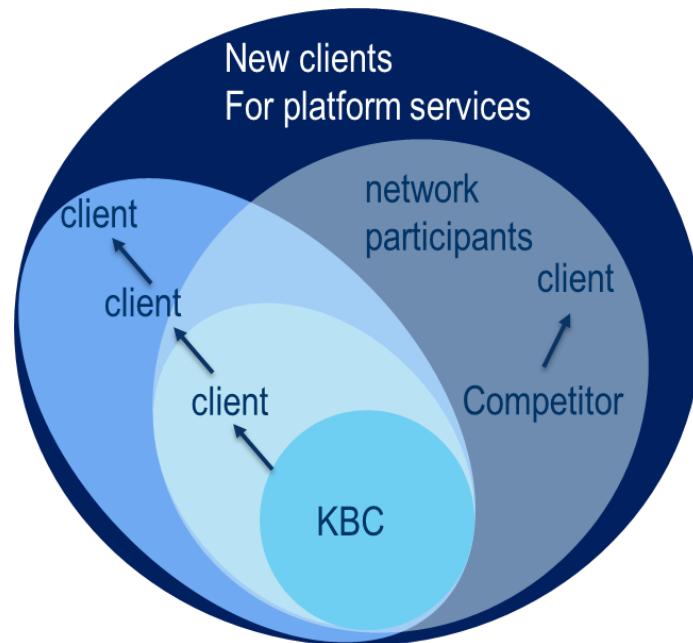 New clients
For platform services
network
participants
client
client
client
client
Competitor
KBC